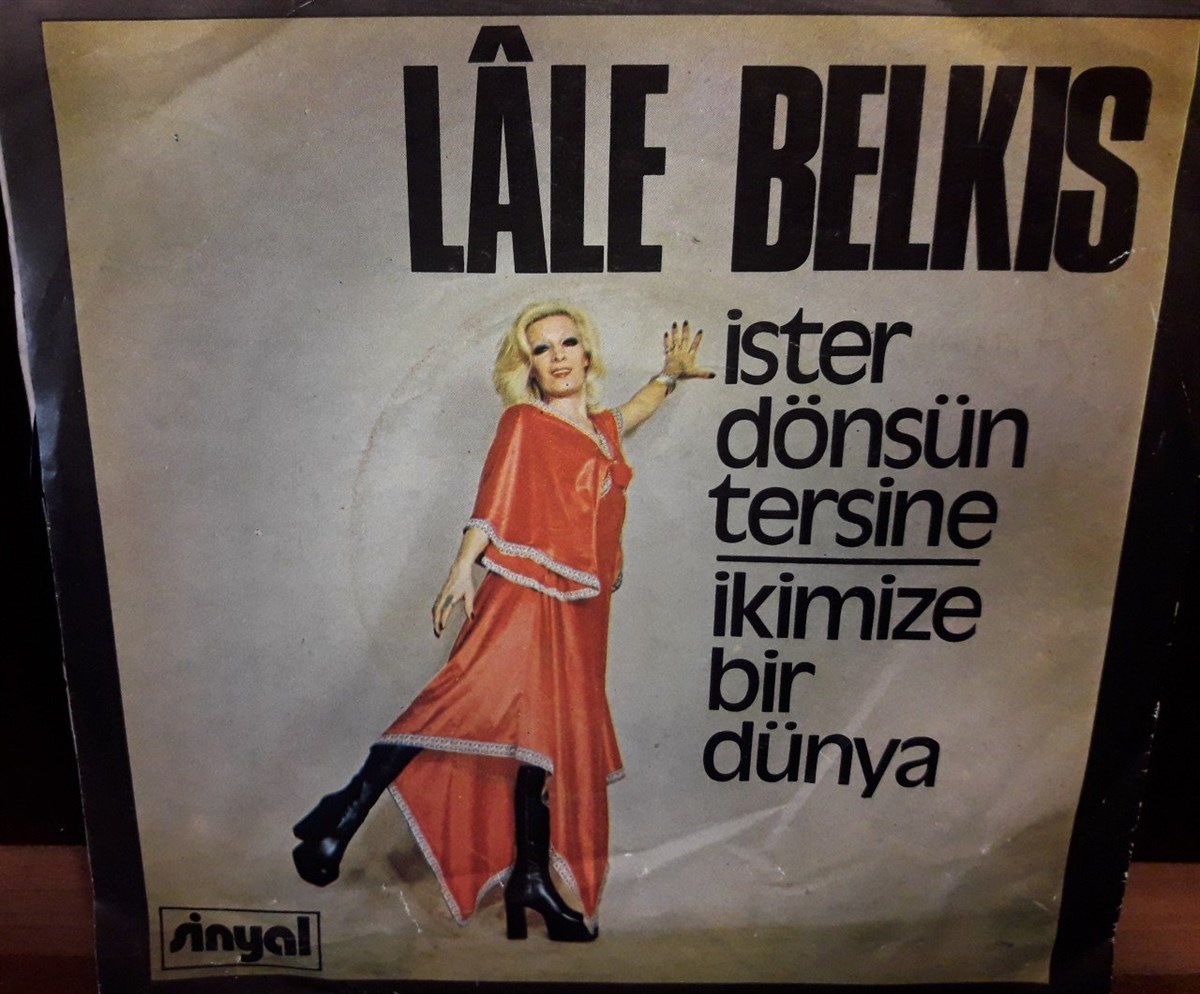 LÂLE BELKIS
ister
dönsün
tersine
ikimize
bir
dünya
sinyal